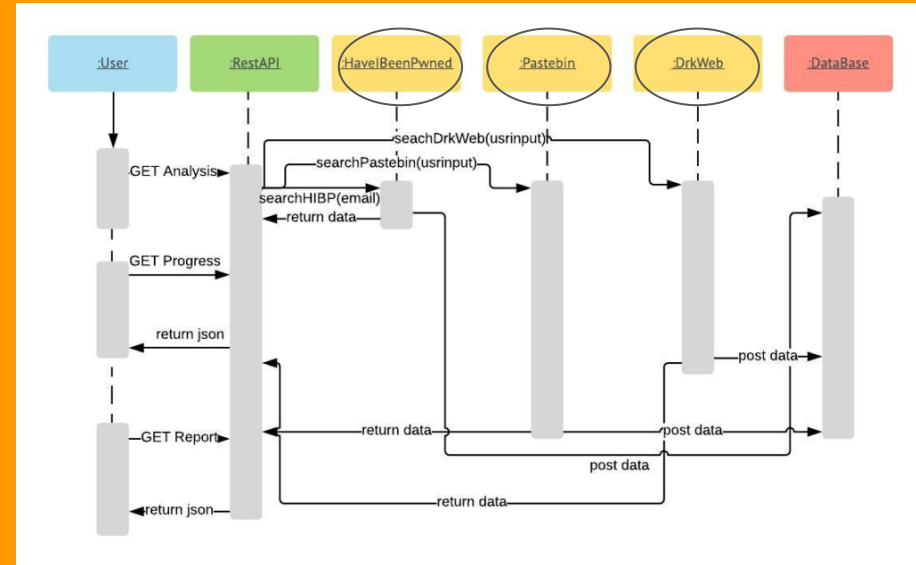 :User
:RestAPI
:HaveIBeenPwned
:Pastebin
:DrkWeb
:DataBase
seachDrkWeb(usrinput)
searchPastebin(usrinput)
GET Analysis
searchHIBP(email)
return data
GET Progress
return json
post data
return data
post data
GET Report
post data
return data
return json